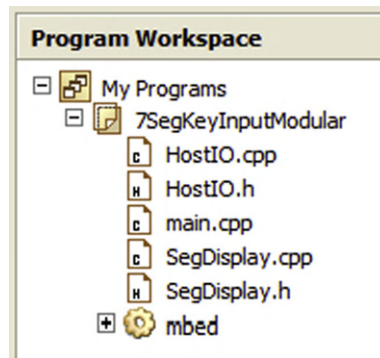 Program Workspace
My Programs
7SegKeyInputModular
c HostIO.cpp
H HostIO.h
c main.cpp
c SegDisplay.cpp
H SegDisplay.h
mbed